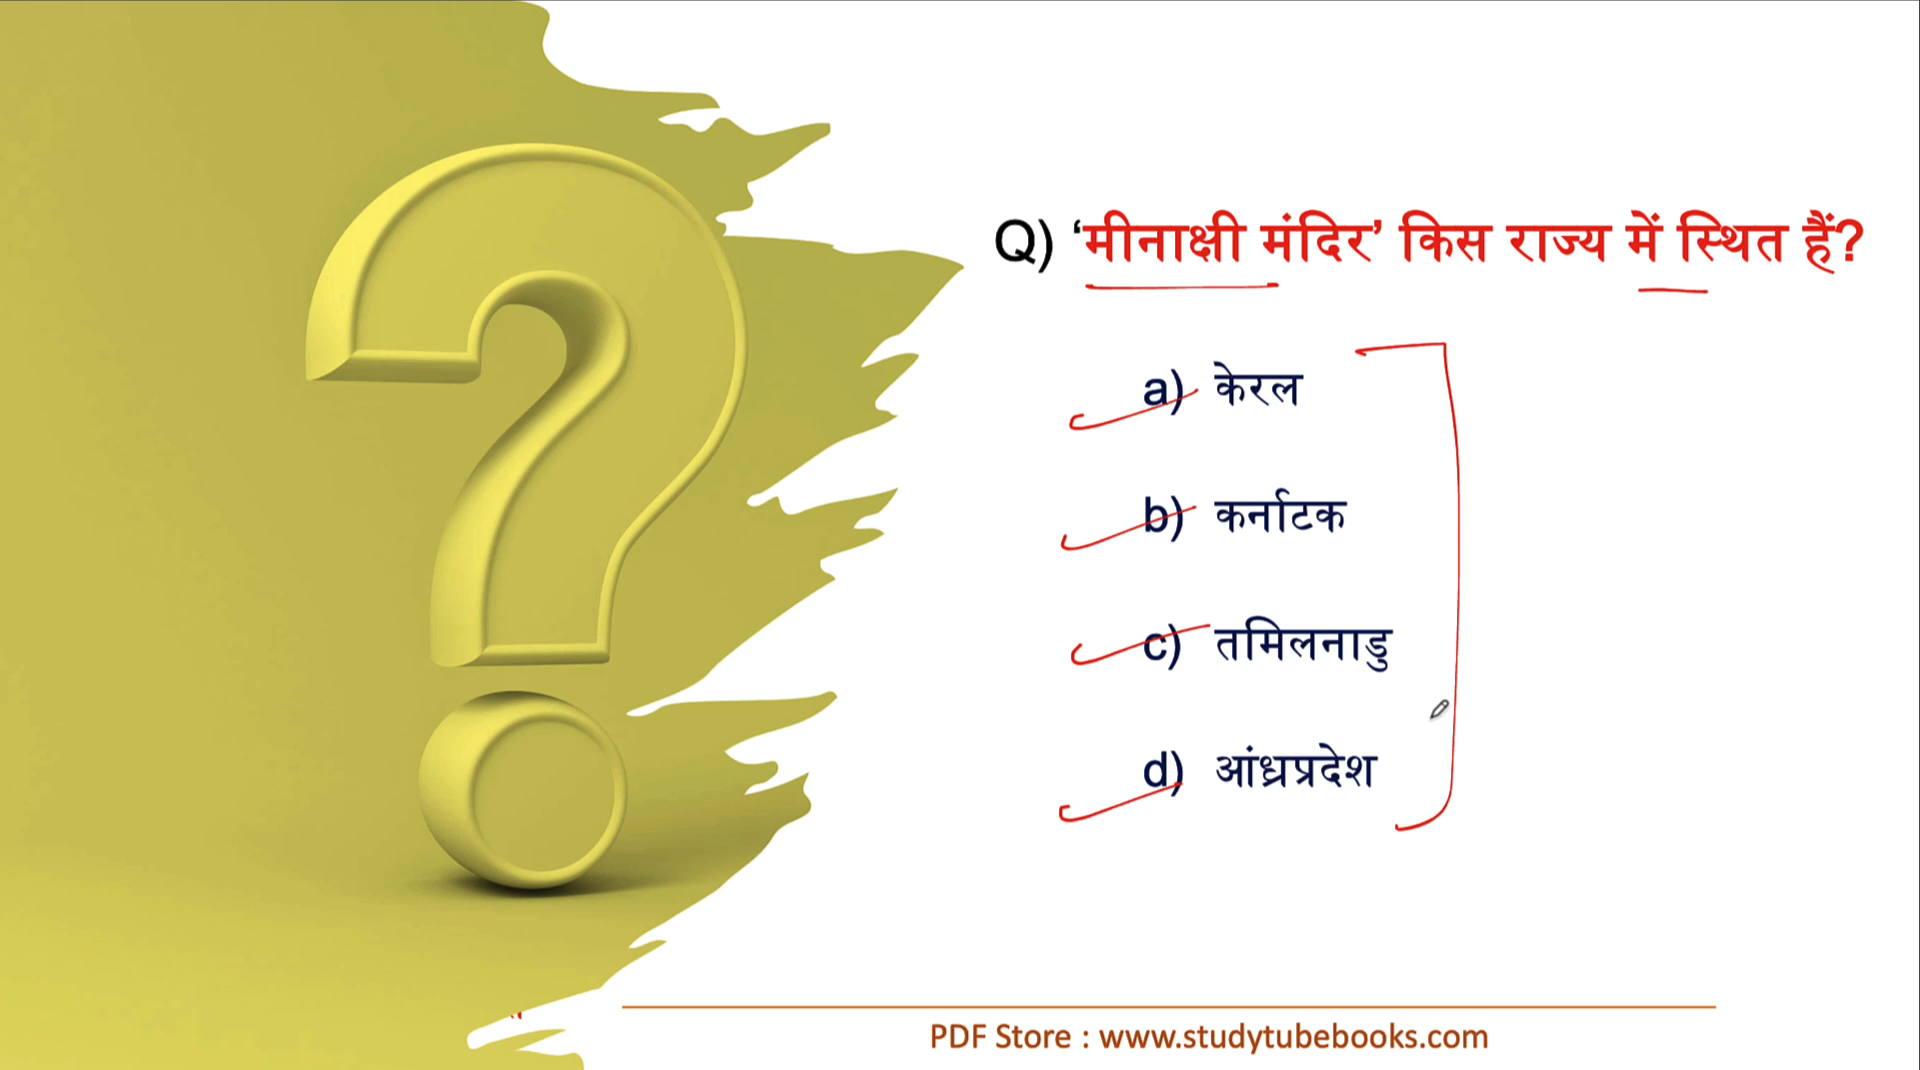 Q) ‘मीनाक्षी मंदिर’ किस राज्य में स्थित हैं?
a) केरल
b) कर्नाटक
c) तमिलनाडु
d) आंध्रप्रदेश
PDF Store : www.studytubebooks.com